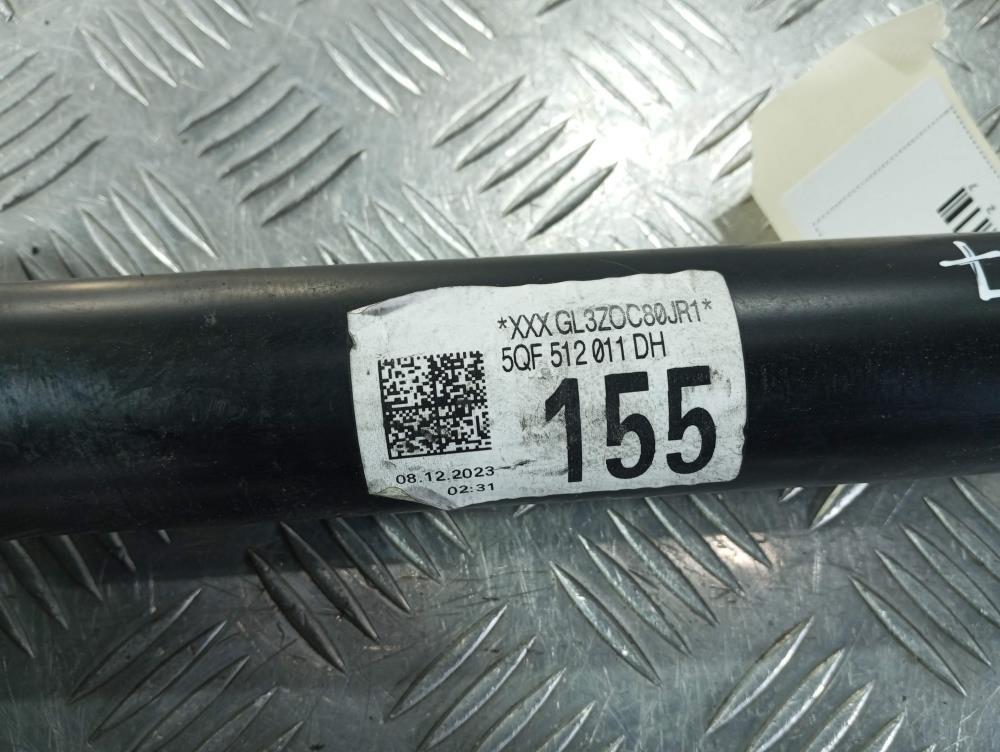 *XXX GL3ZOC80JR1*
5QF 512 011 DH
155
08.12.2023
02:31